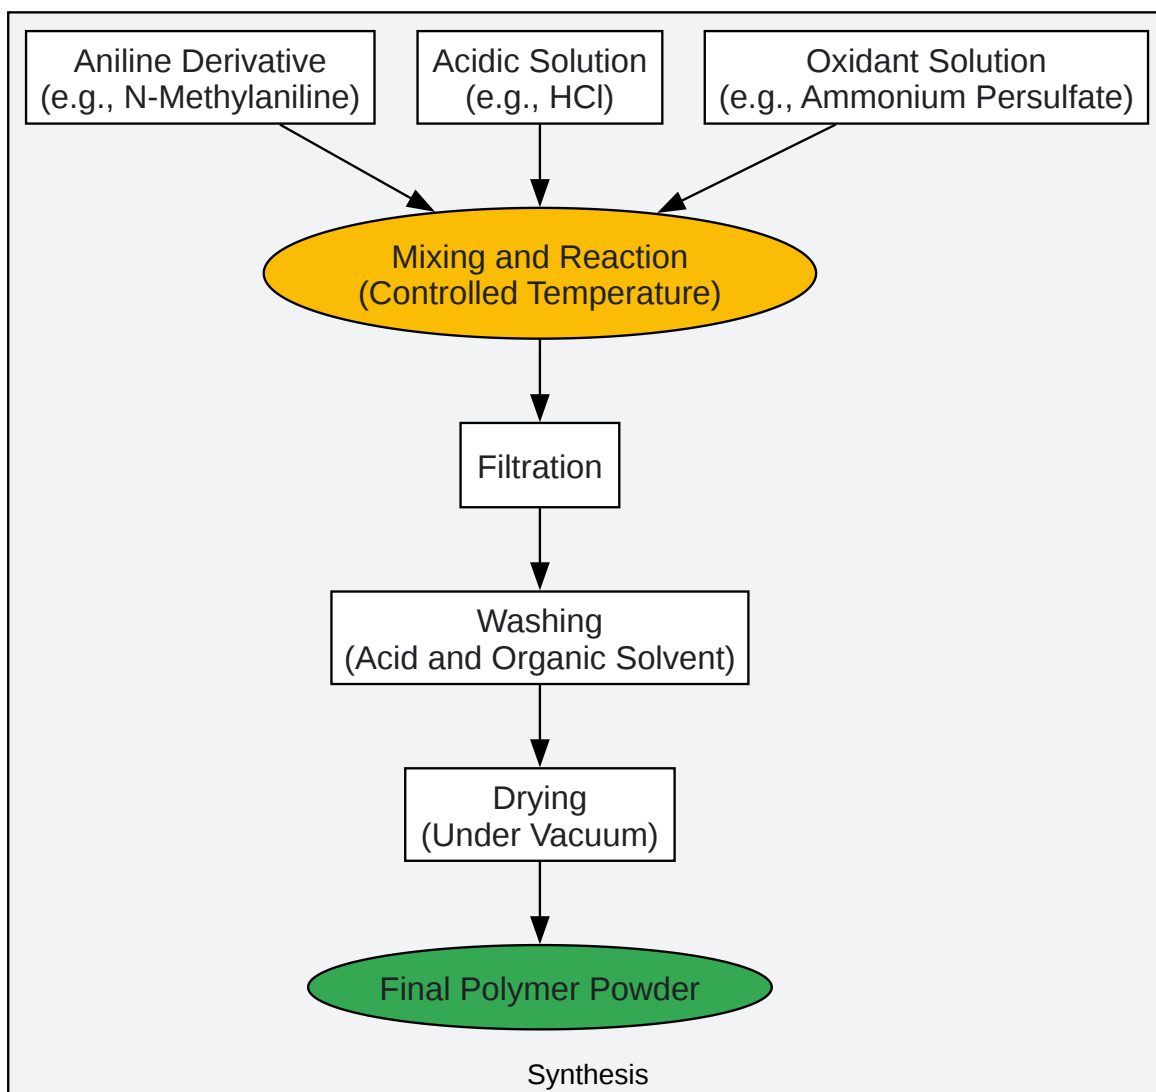 Aniline Derivative
(e.g., N-Methylaniline)
Acidic Solution
(e.g., HCl)
Oxidant Solution
(e.g., Ammonium Persulfate)
Mixing and Reaction
(Controlled Temperature)
Filtration
Washing
(Acid and Organic Solvent)
Drying
(Under Vacuum)
Final Polymer Powder
Synthesis